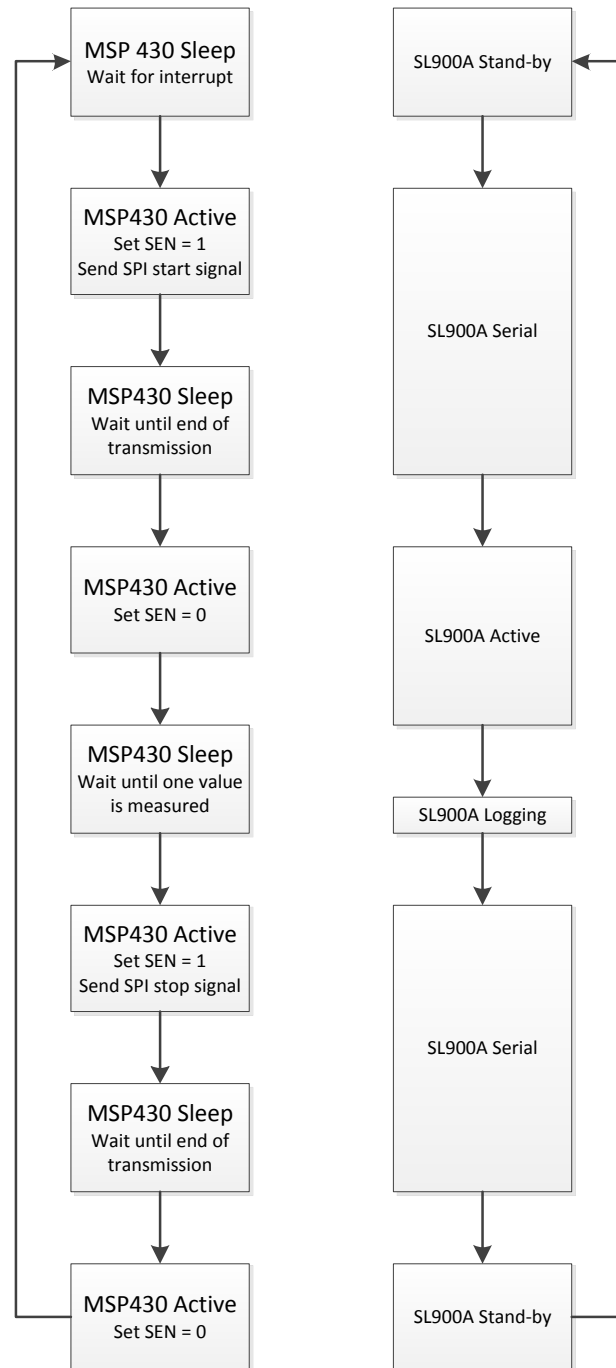 MSP 430 Sleep
Wait for interrupt
MSP430 Active
Set SEN = 1
Send SPI start signal
MSP430 Sleep
Wait until end of
transmission
MSP430 Active
Set SEN = 0
MSP430 Sleep
Wait until one value
is measured
MSP430 Active
Set SEN = 1
Send SPI stop signal
MSP430 Sleep
Wait until end of
transmission
MSP430 Active
Set SEN = 0
SL900A Stand-by
SL900A Serial
SL900A Active
SL900A Logging
SL900A Serial
SL900A Stand-by